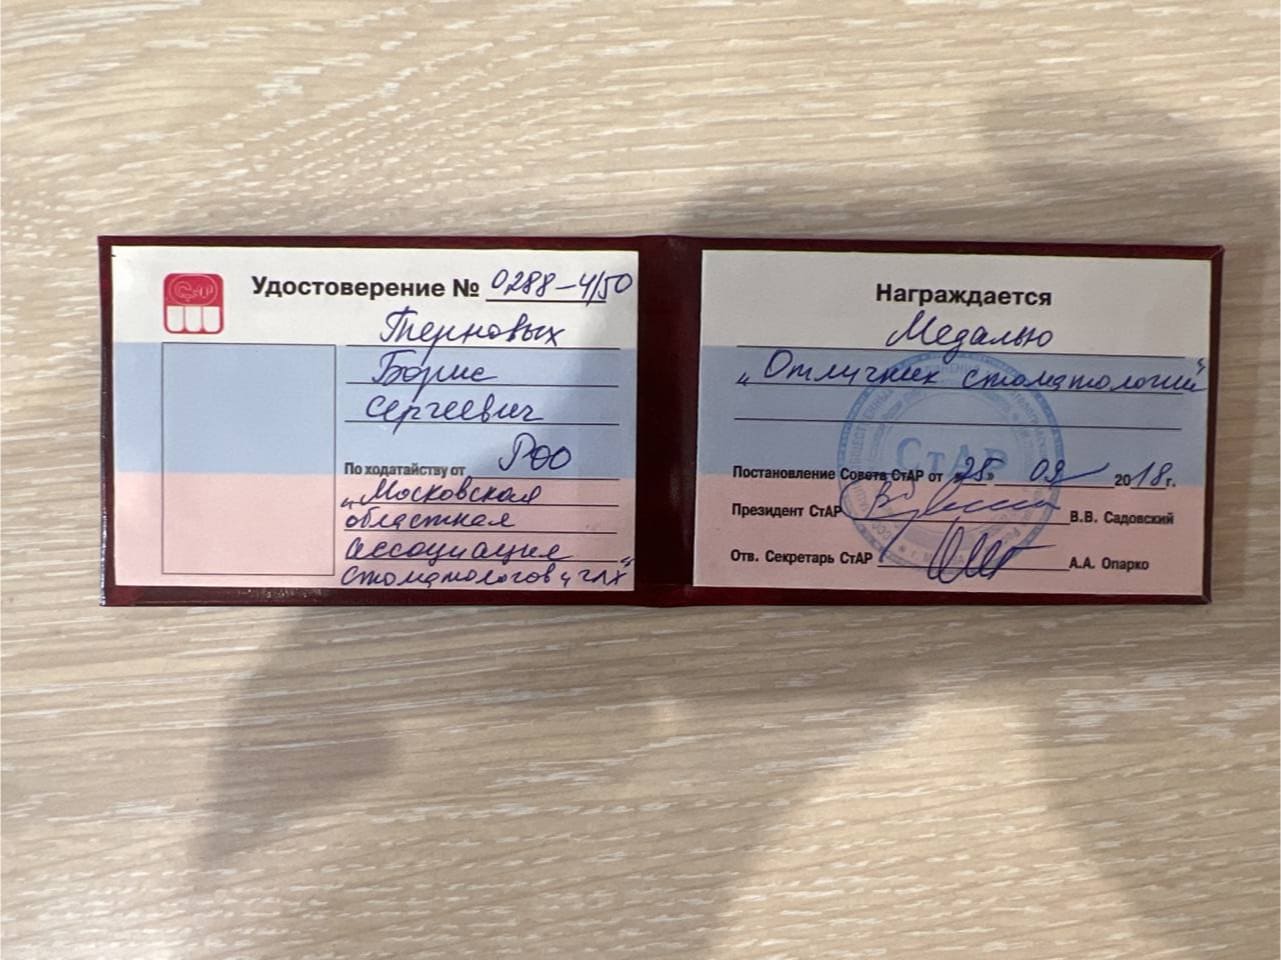 СтАР
Удостоверение № 0288-4/50
Терновых
Борис
Сергеевич
По ходатайству от РОО
„Московская
областная
ассоциация
стоматологов и ЧЛХ“
Награждается
Медалью
„Отличник стоматологии“
СтАР
Постановление Совета СтАР от „28“ 09 2018г.
Президент СтАР В.В. Садовский
Отв. Секретарь СтАР А.А. Опарко